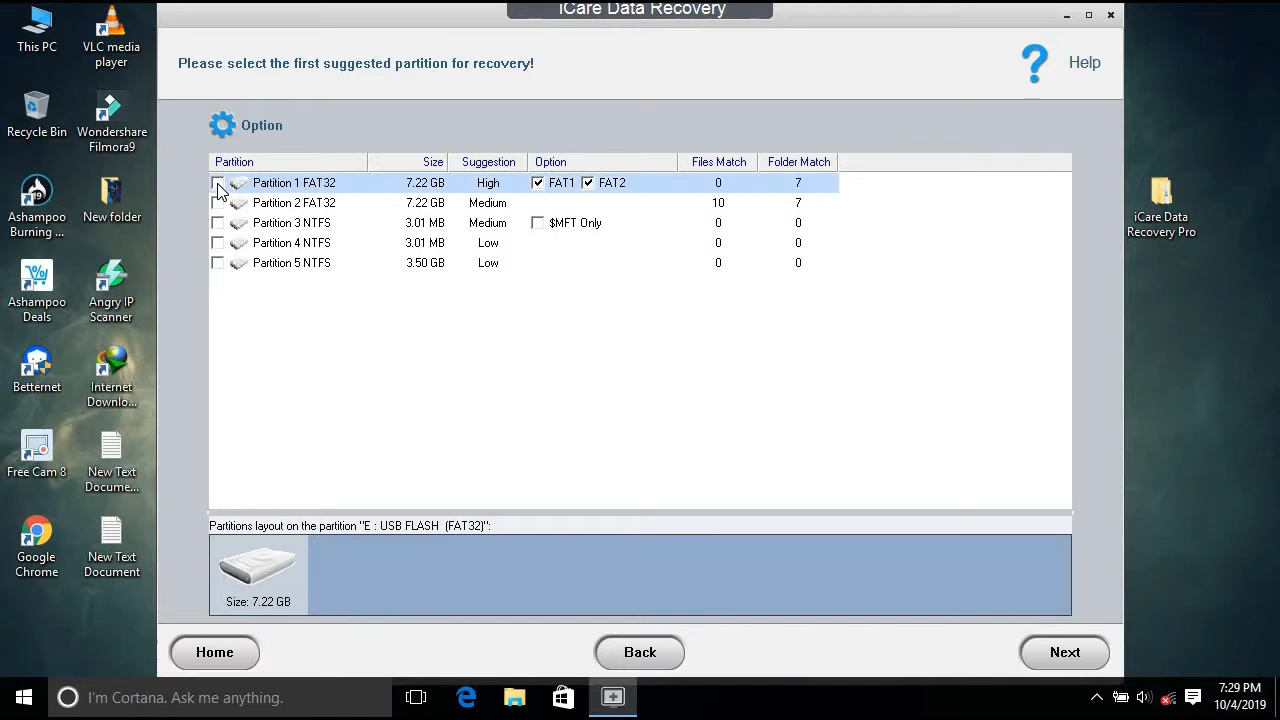 iCare Data Recovery
This PC
VLC media
player
Recycle Bin
Wondershare
Filmora9
Ashampoo
Burning ...
New folder
Ashampoo
Deals
Angry IP
Scanner
Betternet
Internet
Downlo...
Free Cam 8
New Text
Docume...
Google
Chrome
New Text
Document
Please select the first suggested partition for recovery!
? Help
Option
Partition Size Suggestion Option Files Match Folder Match
Partition 1 FAT32 7.22 GB High FAT1 FAT2 0 7
Partition 2 FAT32 7.22 GB Medium 10 7
Partition 3 NTFS 3.01 MB Medium $MFT Only 0 0
Partition 4 NTFS 3.01 MB Low 0 0
Partition 5 NTFS 3.50 GB Low 0 0
Partitions layout on the partition "E : USB FLASH (FAT32)":
Size: 7.22 GB
Home Back Next
iCare Data
Recovery Pro
I'm Cortana. Ask me anything.
7:29 PM
10/4/2019